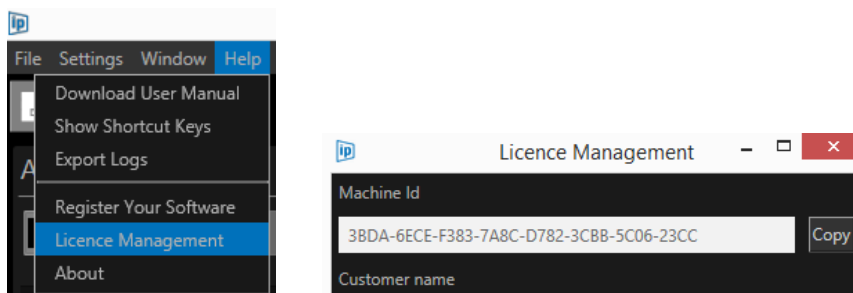 ip
File Settings Window Help
Download User Manual
Show Shortcut Keys
Export Logs
Register Your Software
Licence Management
About
ip
Licence Management
Machine Id
3BDA-6ECE-F383-7A8C-D782-3CBB-5C06-23CC
Copy
Customer name